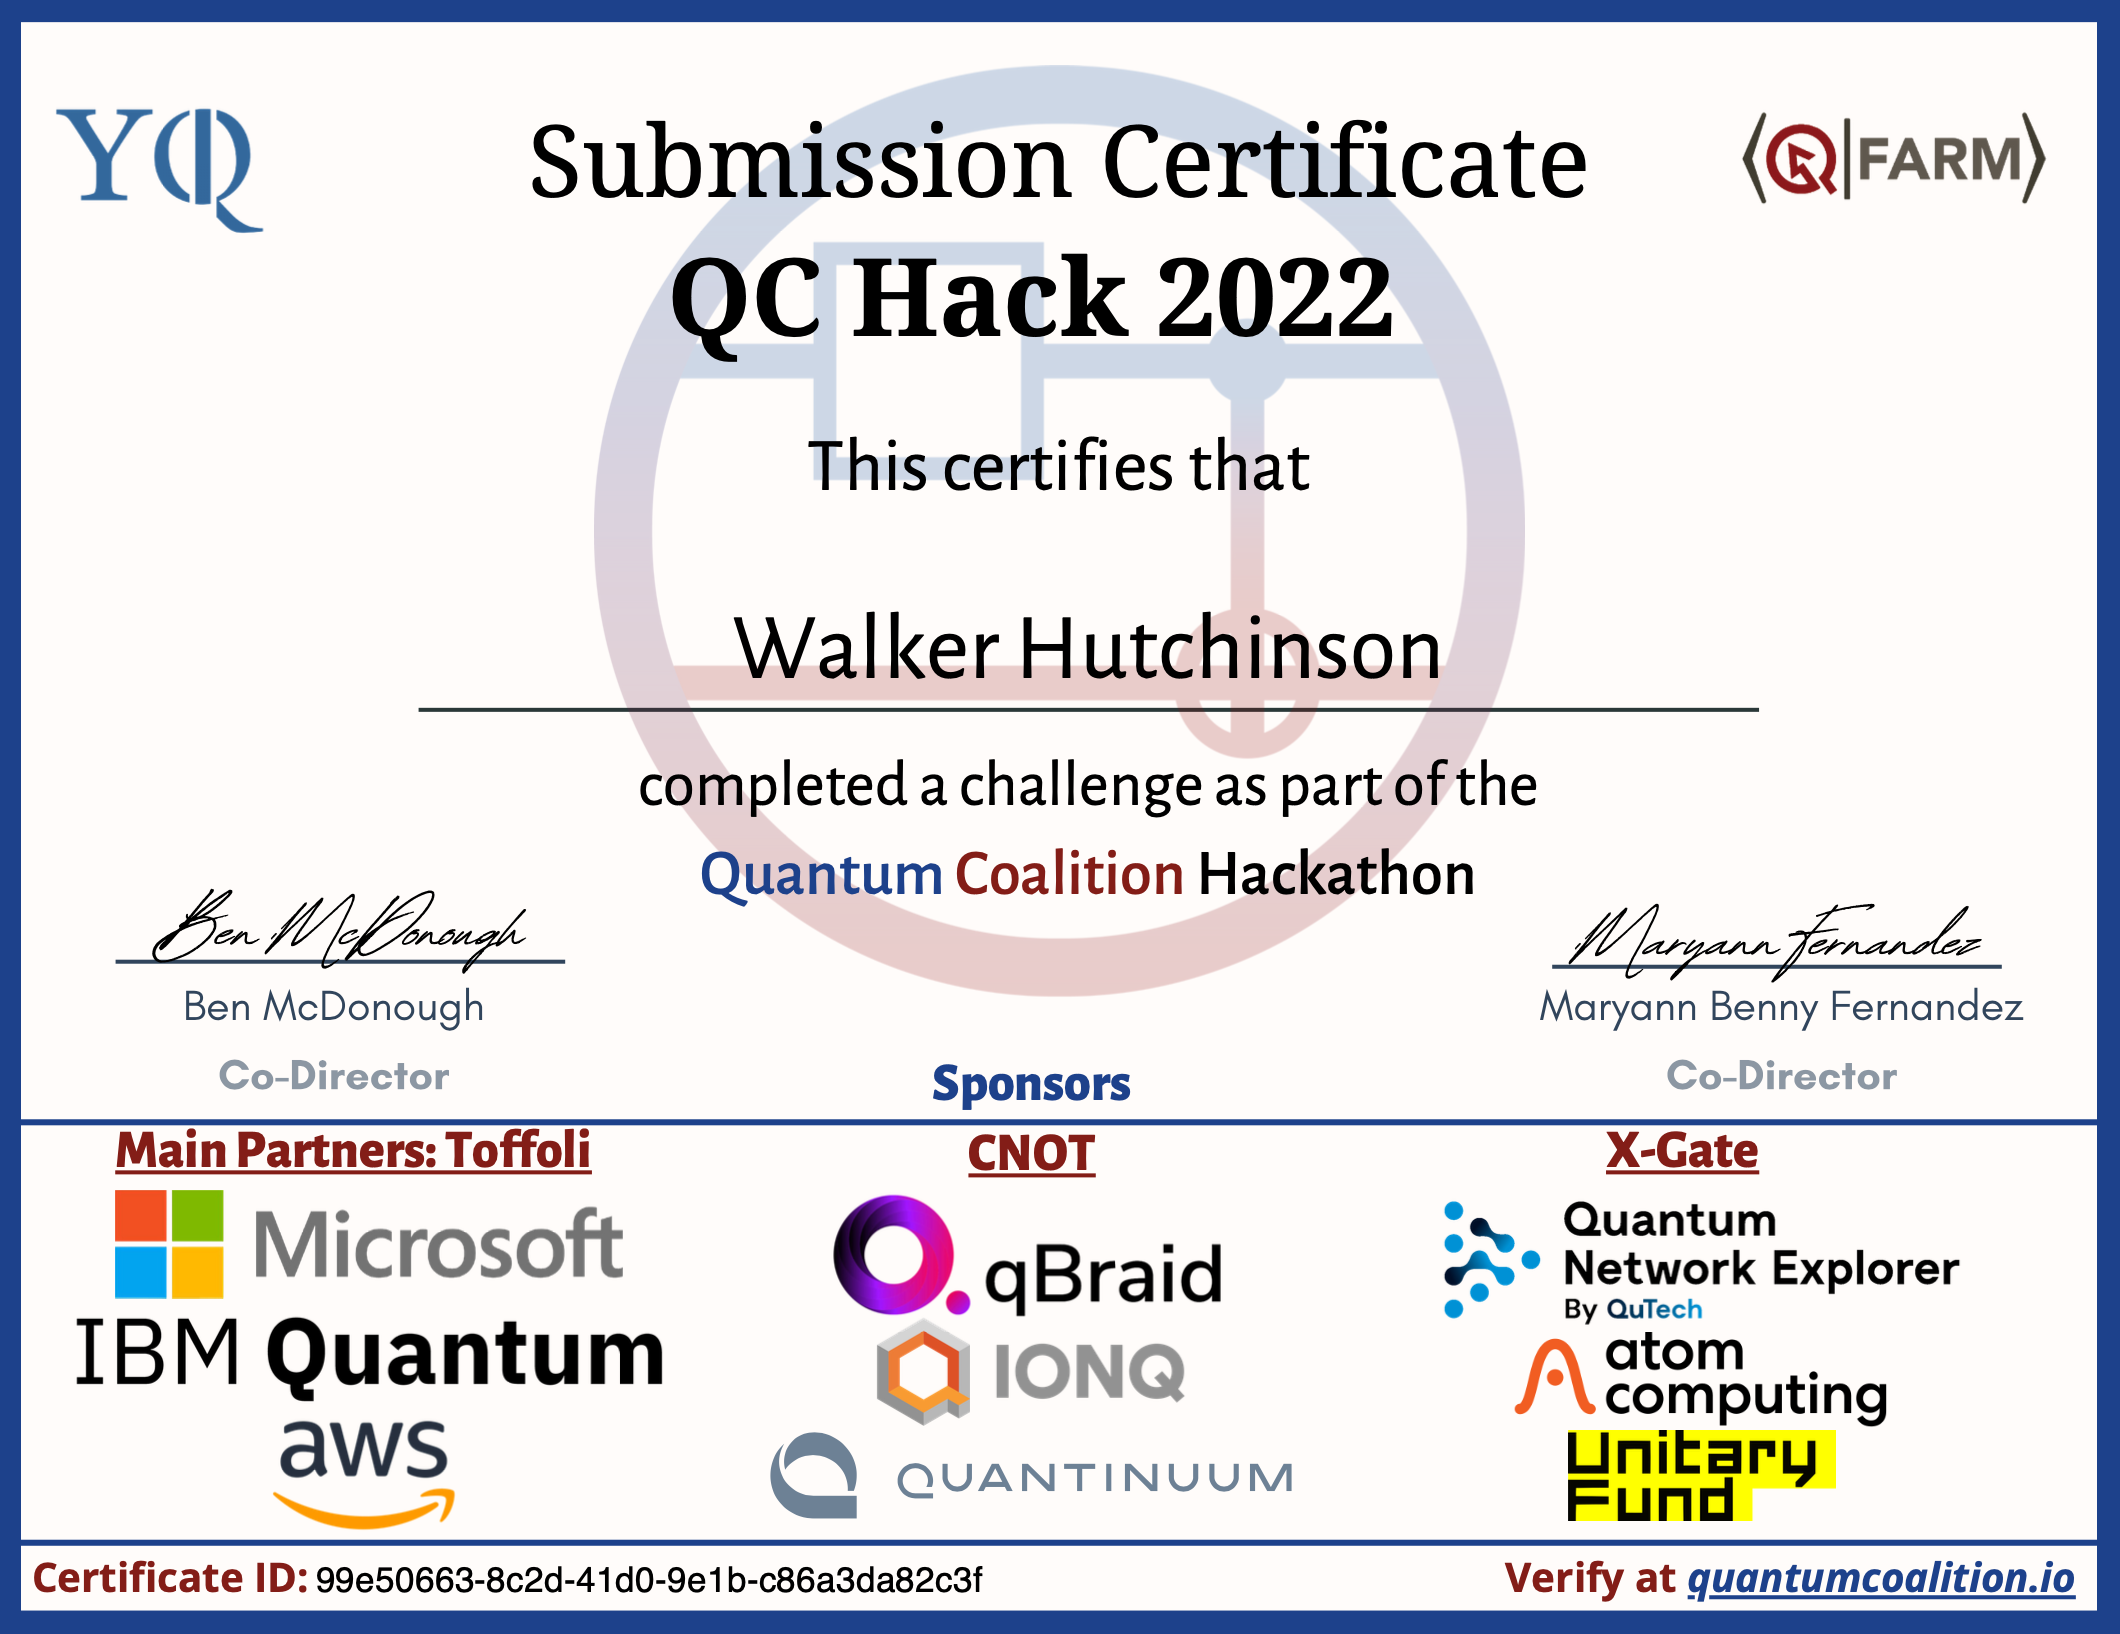 YQ
Submission Certificate
⟨Q|FARM⟩
QC Hack 2022
This certifies that
Walker Hutchinson
completed a challenge as part of the
Quantum Coalition Hackathon
Ben McDonough
Ben McDonough
Co-Director
Maryann Fernandez
Maryann Benny Fernandez
Co-Director
Sponsors
Main Partners: Toffoli
Microsoft
IBM Quantum
aws
CNOT
qBraid
IONQ
QUANTINUUM
X-Gate
Quantum
Network Explorer
By QuTech
atom
computing
Unitary
Fund
Certificate ID: 99e50663-8c2d-41d0-9e1b-c86a3da82c3f
Verify at quantumcoalition.io